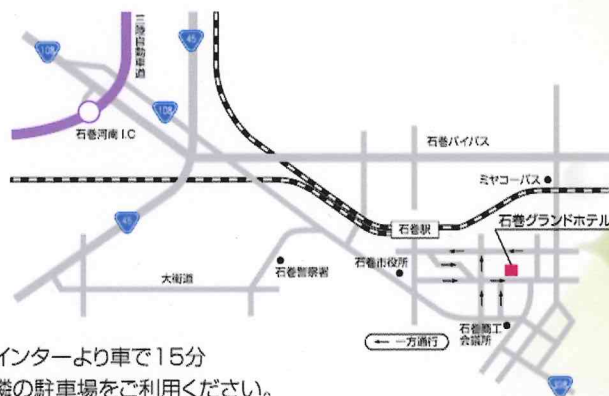 三陸自動車道
108
45
108
石巻河南 I.C
石巻バイパス
ミヤコーバス
石巻グランドホテル
石巻駅
45
大街道
石巻警察署
石巻市役所
一方通行
石巻商工
会議所
398
インターより車で15分
の駐車場をご利用ください。